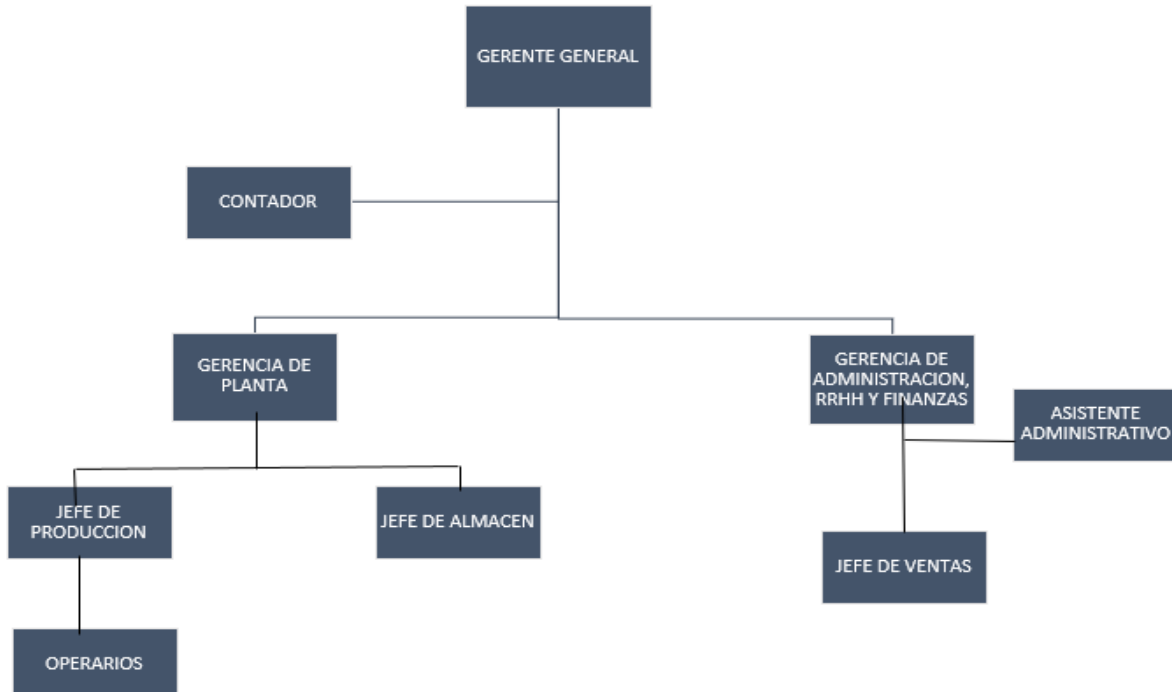 GERENTE GENERAL
CONTADOR
GERENCIA DE
PLANTA
GERENCIA DE
ADMINISTRACION,
RRHH Y FINANZAS
ASISTENTE
ADMINISTRATIVO
JEFE DE
PRODUCCION
JEFE DE ALMACEN
JEFE DE VENTAS
OPERARIOS